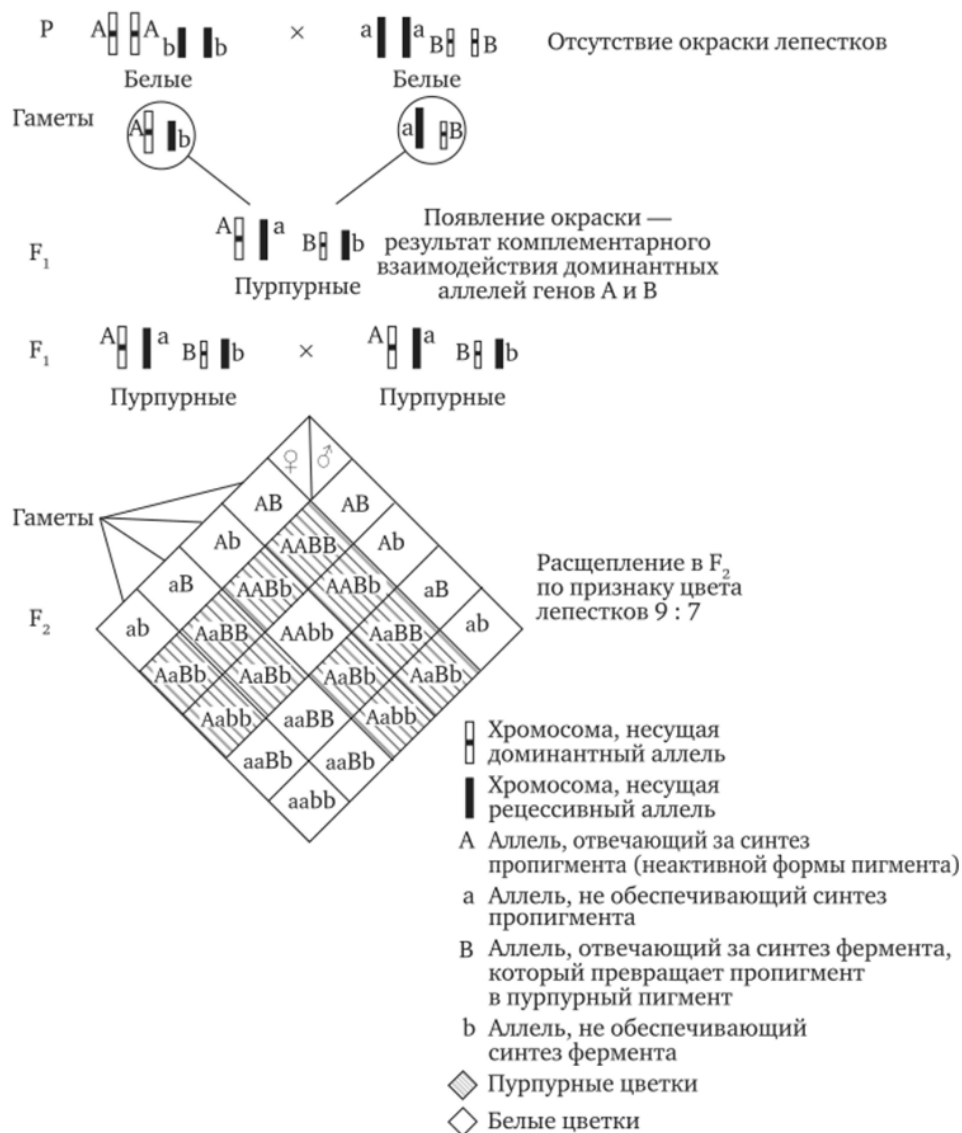 P A A b b × a a B B Отсутствие окраски лепестков
Белые Белые
Гаметы A b a B
Появление окраски —
результат комплементарного
взаимодействия доминантных
аллелей генов A и B
F₁ A a B b
Пурпурные
F₁ A a B b × A a B b
Пурпурные Пурпурные
♀ ♂
Гаметы
AB AB
Ab AABB Ab
aB AABb AABb aB
ab AaBB AAbb AaBB ab
AaBb AaBb AaBb AaBb
Aabb aaBB Aabb
aaBb aaBb
aabb
F₂
Расщепление в F₂
по признаку цвета
лепестков 9 : 7
Хромосома, несущая
доминантный аллель
Хромосома, несущая
рецессивный аллель
A Аллель, отвечающий за синтез
пропигмента (неактивной формы пигмента)
a Аллель, не обеспечивающий синтез
пропигмента
B Аллель, отвечающий за синтез фермента,
который превращает пропигмент
в пурпурный пигмент
b Аллель, не обеспечивающий
синтез фермента
Пурпурные цветки
Белые цветки